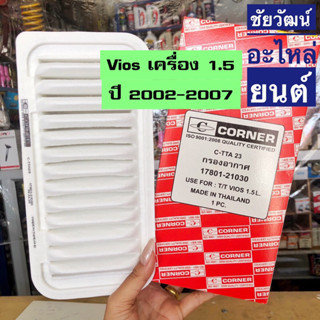 ชัยวัฒน์
อะไหล่
ยนต์
Vios เครื่อง 1.5
ปี 2002-2007
CORNER
ISO 9001:2008 QUALITY CERTIFIED
C-TTA 23
กรองอากาศ
17801-21030
USE FOR : T/T VIOS 1.5L.
MADE IN THAILAND
1 PC.
CORNER
CORNER
CORNER